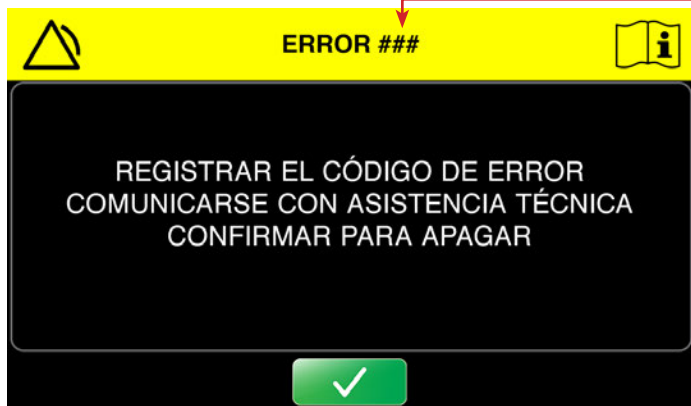 ERROR ###
REGISTRAR EL CÓDIGO DE ERROR
COMUNICARSE CON ASISTENCIA TÉCNICA
CONFIRMAR PARA APAGAR